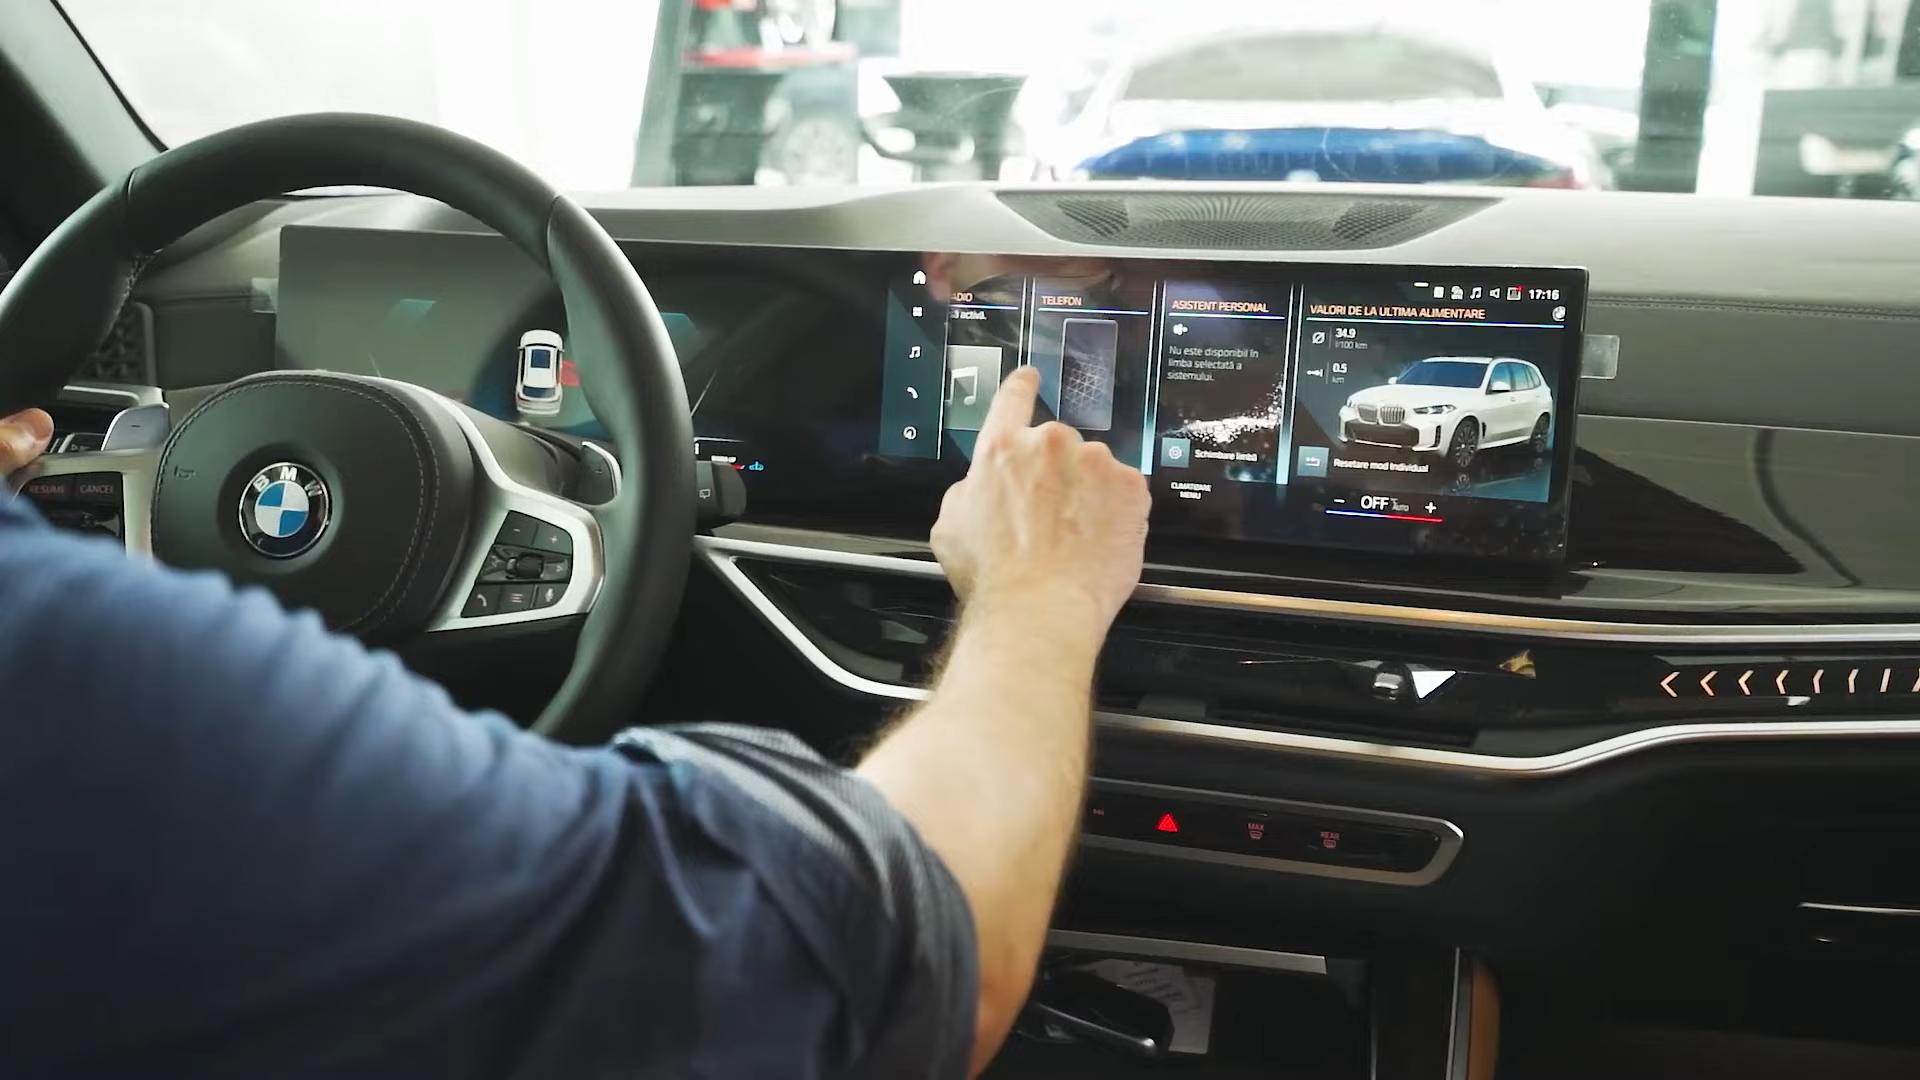 17:16
ADIO
ă activă.
TELEFON
ASISTENT PERSONAL
Nu este disponibil în
limba selectată a
sistemului.
Schimbare limbă
VALORI DE LA ULTIMA ALIMENTARE
34.9
l/100 km
0.5
km
Resetare mod Individual
CLIMATIZARE
MENIU
- OFF AUTO +
RESUME CANCEL
BMW
MAX
REAR